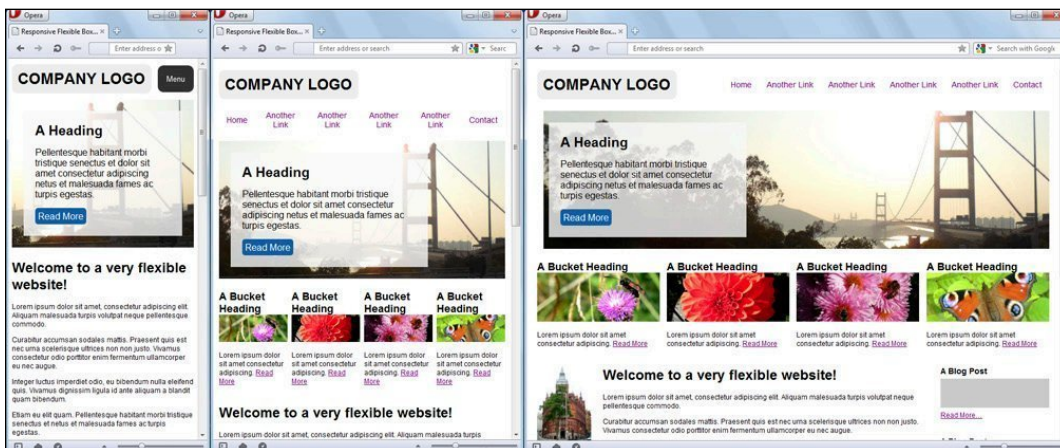 Opera
Responsive Flexible Box...
Enter address o
COMPANY LOGO
Menu
A Heading
Pellentesque habitant morbi
tristique senectus et dolor sit
amet consectetur adipiscing
netus et malesuada fames ac
turpis egestas.
Read More
Welcome to a very flexible
website!
Lorem ipsum dolor sit amet, consectetur adipiscing elit.
Aliquam malesuada turpis volutpat neque pellentesque
commodo.
Curabitur accumsan sodales mattis. Praesent quis est
nec urna scelerisque ultrices non non justo. Vivamus
consectetur odio porttitor enim fermentum ullamcorper
eu nec augue.
Integer luctus imperdiet odio, eu bibendum nulla eleifend
quis. Vivamus dignissim ligula id ante aliquam a blandit
quam bibendum.
Etiam eu elit quam. Pellentesque habitant morbi tristique
senectus et netus et malesuada fames ac turpis
egestas.
Opera
Responsive Flexible Box...
Enter address or search
Searc
COMPANY LOGO
Home
Another
Link
Another
Link
Another
Link
Another
Link
Contact
A Heading
Pellentesque habitant morbi tristique
senectus et dolor sit amet consectetur
adipiscing netus et malesuada fames ac
turpis egestas.
Read More
A Bucket
Heading
Lorem ipsum dolor
sit amet consectetur
adipiscing. Read
More
A Bucket
Heading
Lorem ipsum dolor
sit amet consectetur
adipiscing. Read
More
A Bucket
Heading
Lorem ipsum dolor
sit amet consectetur
adipiscing. Read
More
A Bucket
Heading
Lorem ipsum dolor
sit amet consectetur
adipiscing. Read
More
Welcome to a very flexible website!
Lorem ipsum dolor sit amet, consectetur adipiscing elit. Aliquam malesuada turpis
Opera
Responsive Flexible Box...
Enter address or search
Search with Google
COMPANY LOGO
Home Another Link Another Link Another Link Another Link Contact
A Heading
Pellentesque habitant morbi tristique
senectus et dolor sit amet consectetur
adipiscing netus et malesuada fames ac
turpis egestas.
Read More
A Bucket Heading
Lorem ipsum dolor sit amet
consectetur adipiscing. Read More
A Bucket Heading
Lorem ipsum dolor sit amet
consectetur adipiscing. Read More
A Bucket Heading
Lorem ipsum dolor sit amet
consectetur adipiscing. Read More
A Bucket Heading
Lorem ipsum dolor sit amet
consectetur adipiscing. Read More
Welcome to a very flexible website!
Lorem ipsum dolor sit amet, consectetur adipiscing elit. Aliquam malesuada turpis volutpat neque
pellentesque commodo.
Curabitur accumsan sodales mattis. Praesent quis est nec urna scelerisque ultrices non non justo.
Vivamus consectetur odio porttitor enim fermentum ullamcorper eu nec augue.
A Blog Post
Read More...
A Blog Post